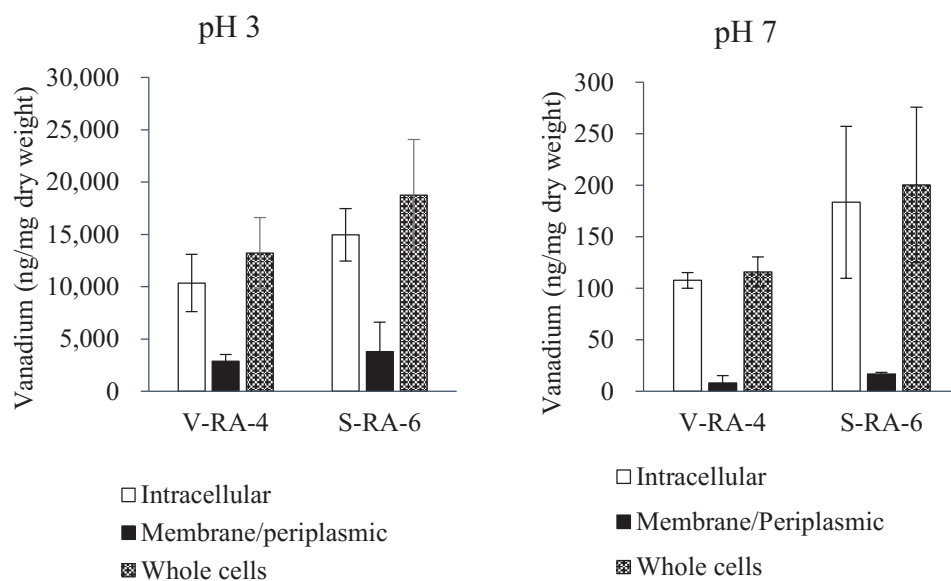 pH 3
30,000
25,000
20,000
15,000
10,000
5,000
0
Vanadium (ng/mg dry weight)
V-RA-4 S-RA-6
Intracellular
Membrane/periplasmic
Whole cells
pH 7
300
250
200
150
100
50
0
Vanadium (ng/mg dry weight)
V-RA-4 S-RA-6
Intracellular
Membrane/Periplasmic
Whole cells